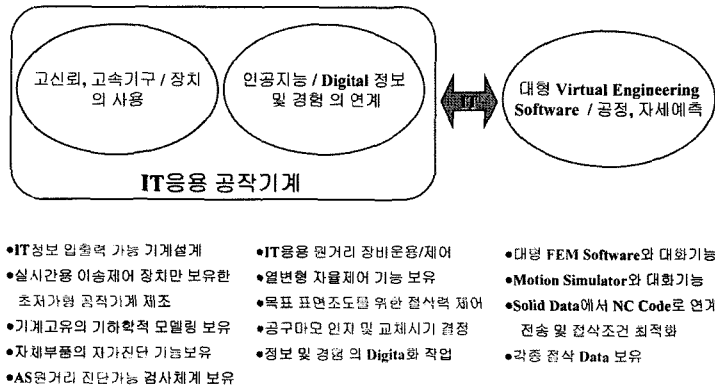 고신뢰, 고속기구 / 장치
의 사용
인공지능 / Digital 정보
및 경험 의 연계
IT
대형 Virtual Engineering
Software / 공정, 자세예측
IT응용 공작기계
●IT정보 입출력 가능 기계설계
●실시간용 이송제어 장치만 보유한
초저가형 공작기계 제조
●기계고유의 기하학적 모델링 보유
●자체부품의 자가진단 기능보유
●AS원거리 진단가능 검사체계 보유
●IT응용 원거리 장비운용/제어
●열변형 자율제어 기능 보유
●목표 표면조도를 위한 절삭력 제어
●공구마모 인지 및 교체시기 결정
●정보 및 경험 의 Digita화 작업
●대형 FEM Software와 대화기능
●Motion Simulator와 대화기능
●Solid Data에서 NC Code로 연계
전송 및 절삭조건 최적화
●각종 절삭 Data 보유